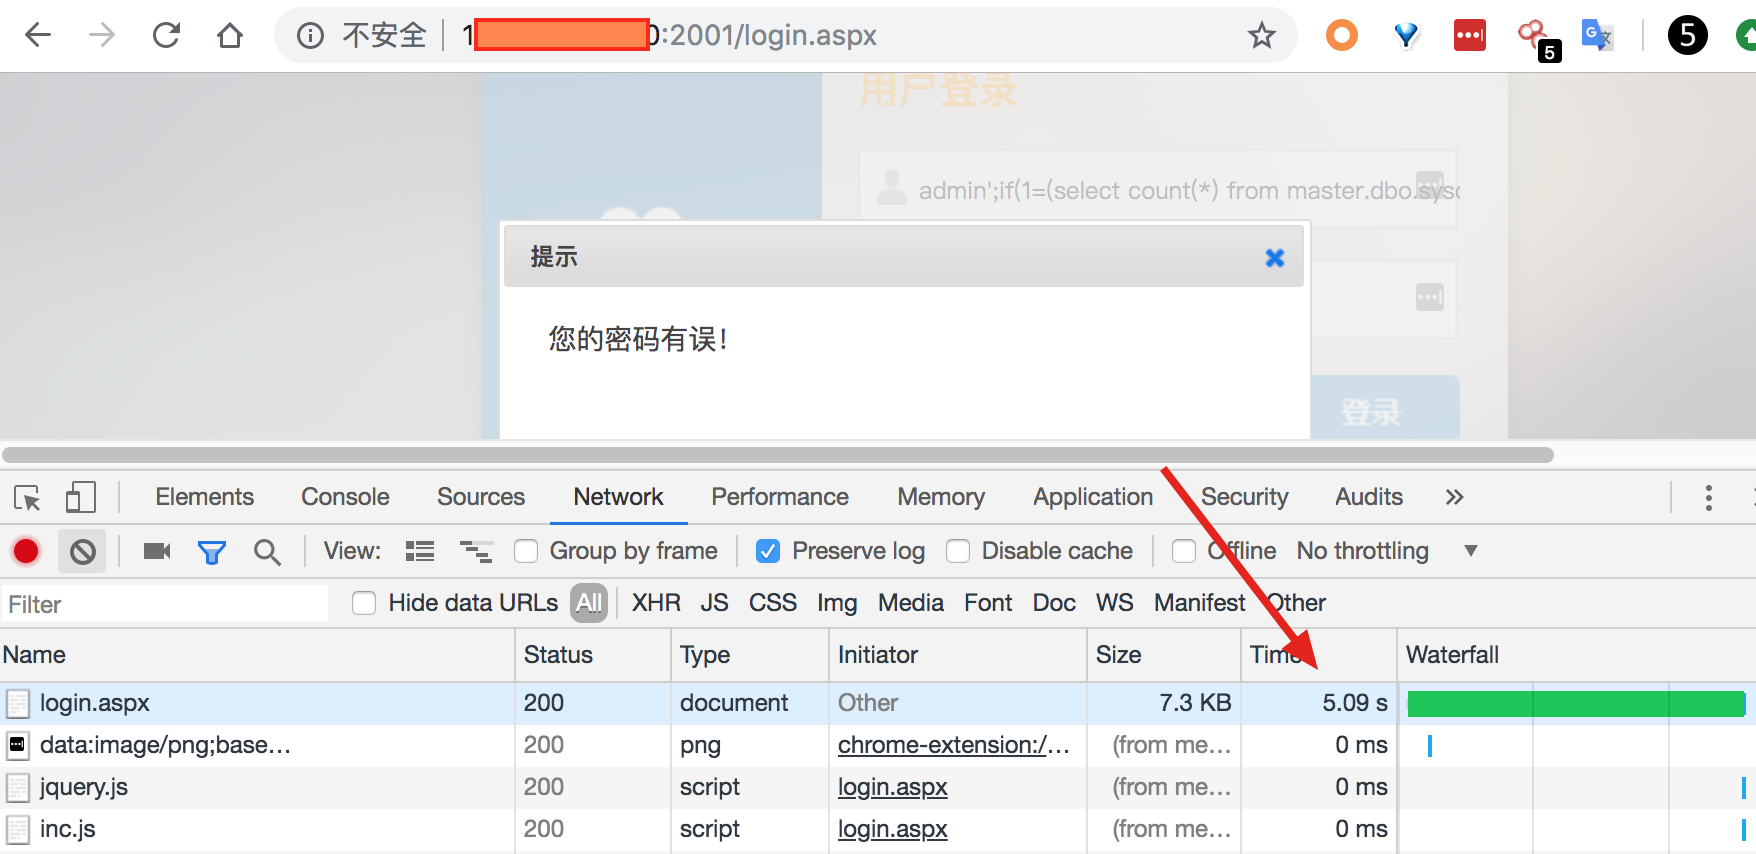 不安全 1 0:2001/login.aspx 5 5
用户登录
admin';if(1=(select count(*) from master.dbo.sysc
提示
您的密码有误!
登录
Elements Console Sources Network Performance Memory Application Security Audits »
View: Group by frame Preserve log Disable cache Offline No throttling
Filter Hide data URLs All XHR JS CSS Img Media Font Doc WS Manifest Other
Name Status Type Initiator Size Time Waterfall
login.aspx 200 document Other 7.3 KB 5.09 s
data:image/png;base… 200 png chrome-extension:/… (from me… 0 ms
jquery.js 200 script login.aspx (from me… 0 ms
inc.js 200 script login.aspx (from me… 0 ms